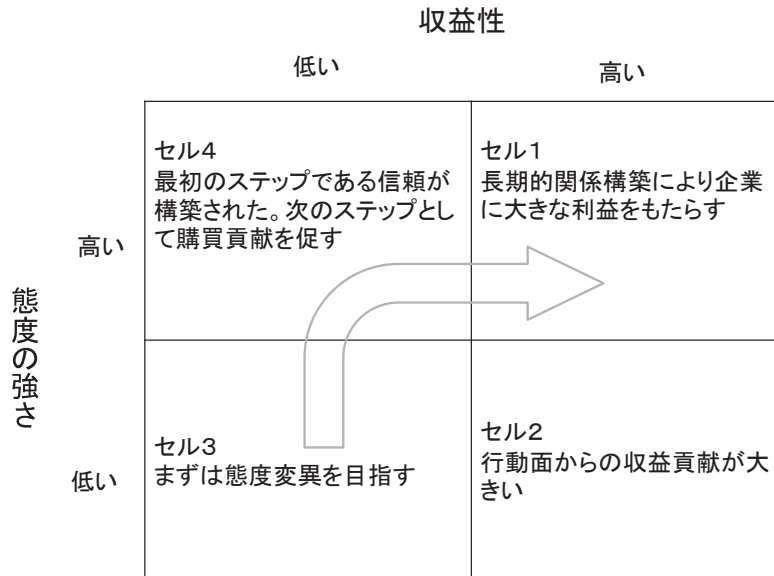 収益性
低い
高い
セル4
最初のステップである信頼が
構築された。次のステップとし
て購買貢献を促す
セル1
長期的関係構築により企業
に大きな利益をもたらす
高い
態度の強さ
セル3
まずは態度変異を目指す
セル2
行動面からの収益貢献が大
きい
低い